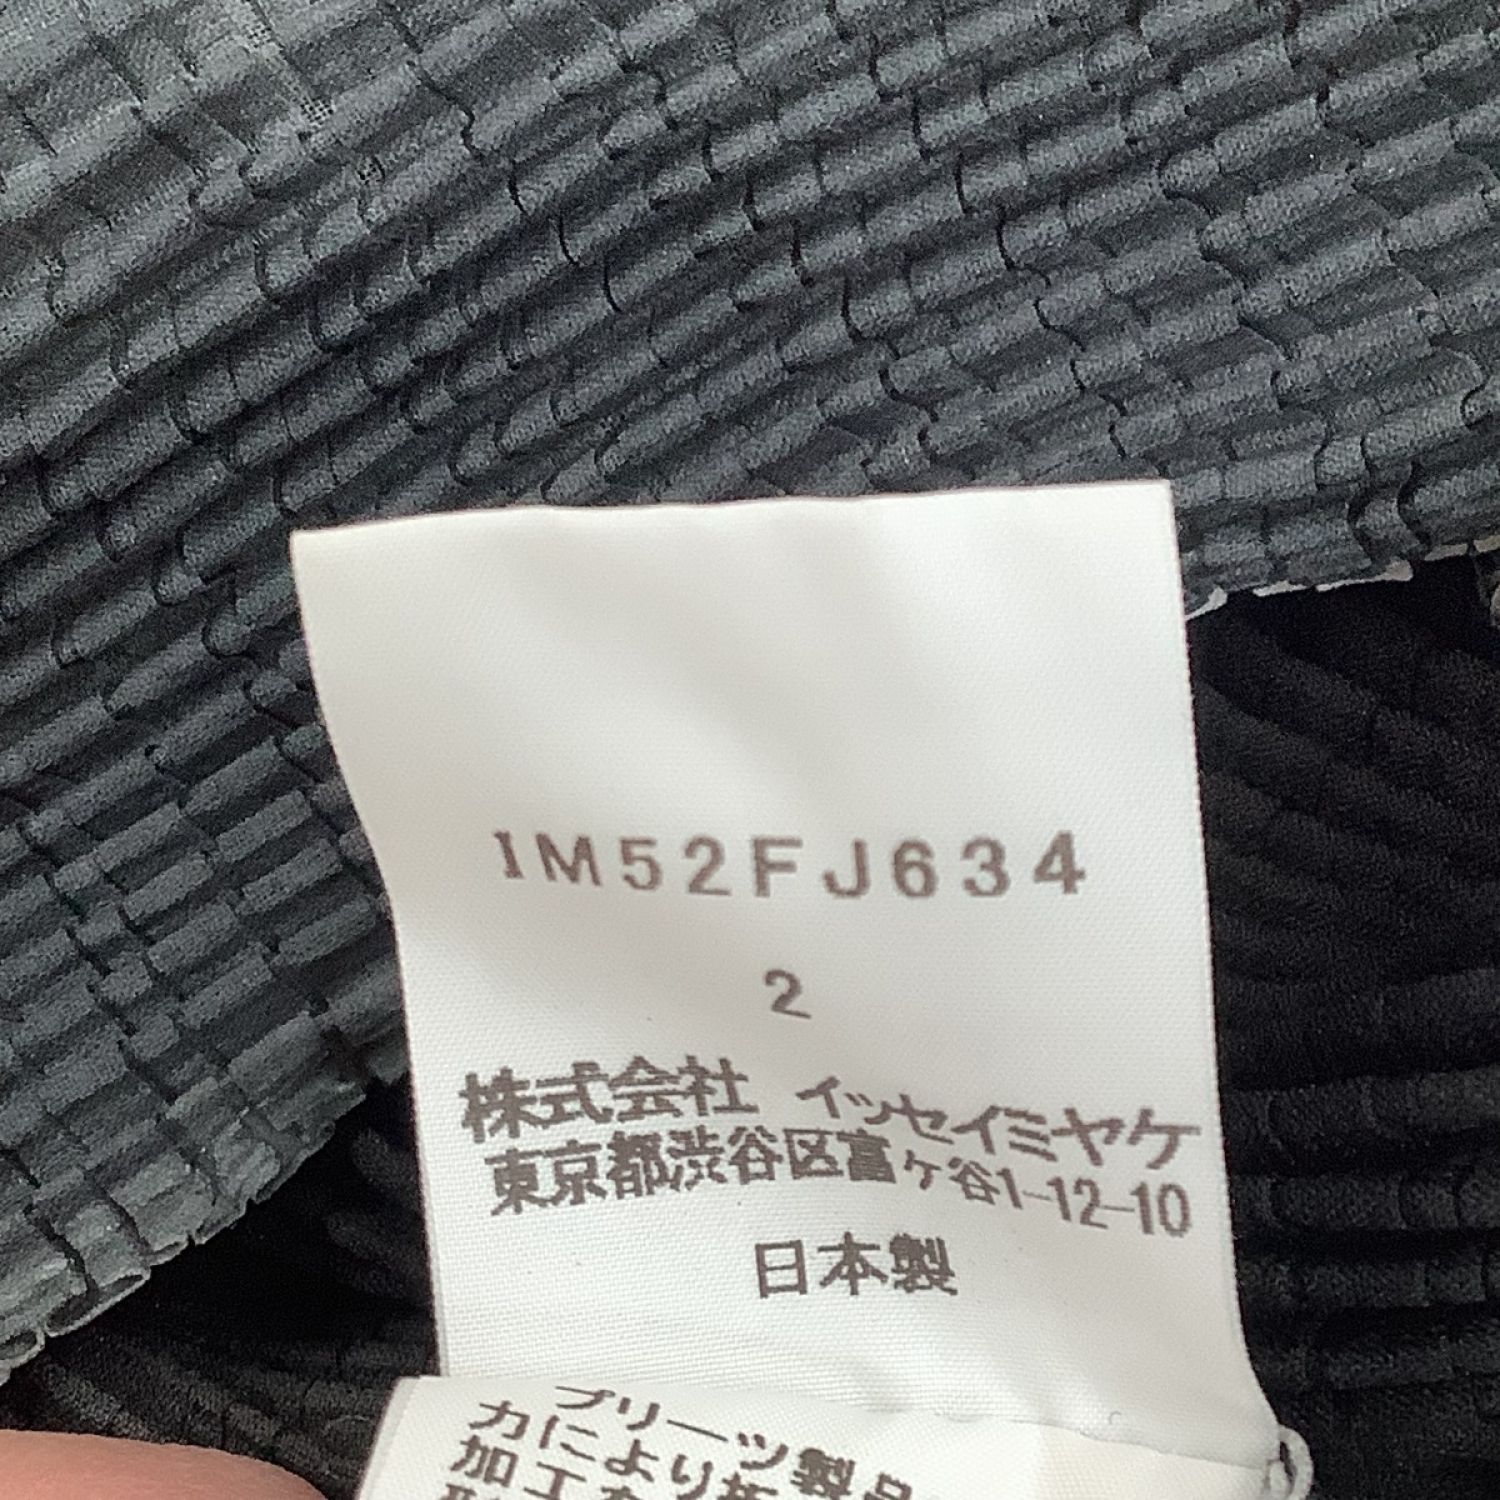 IM52FJ634
2
株式会社 イッセイミヤケ
東京都渋谷区富ヶ谷1-12-10
日本製
プリーツ製品
力により
加工